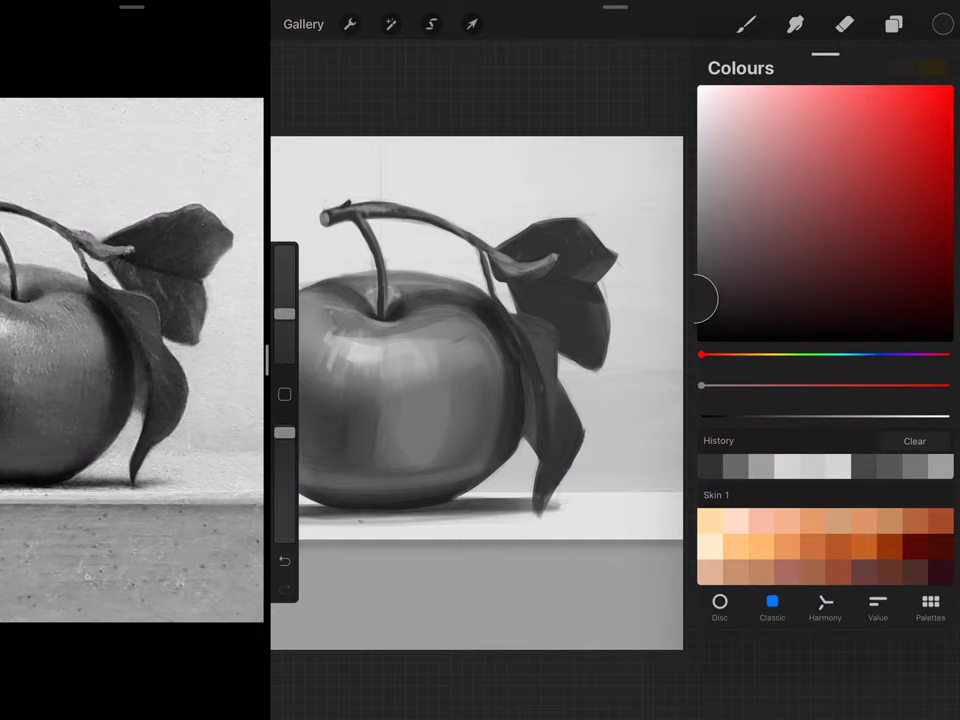 Gallery
Colours
History
Clear
Skin 1
Disc
Classic
Harmony
Value
Palettes